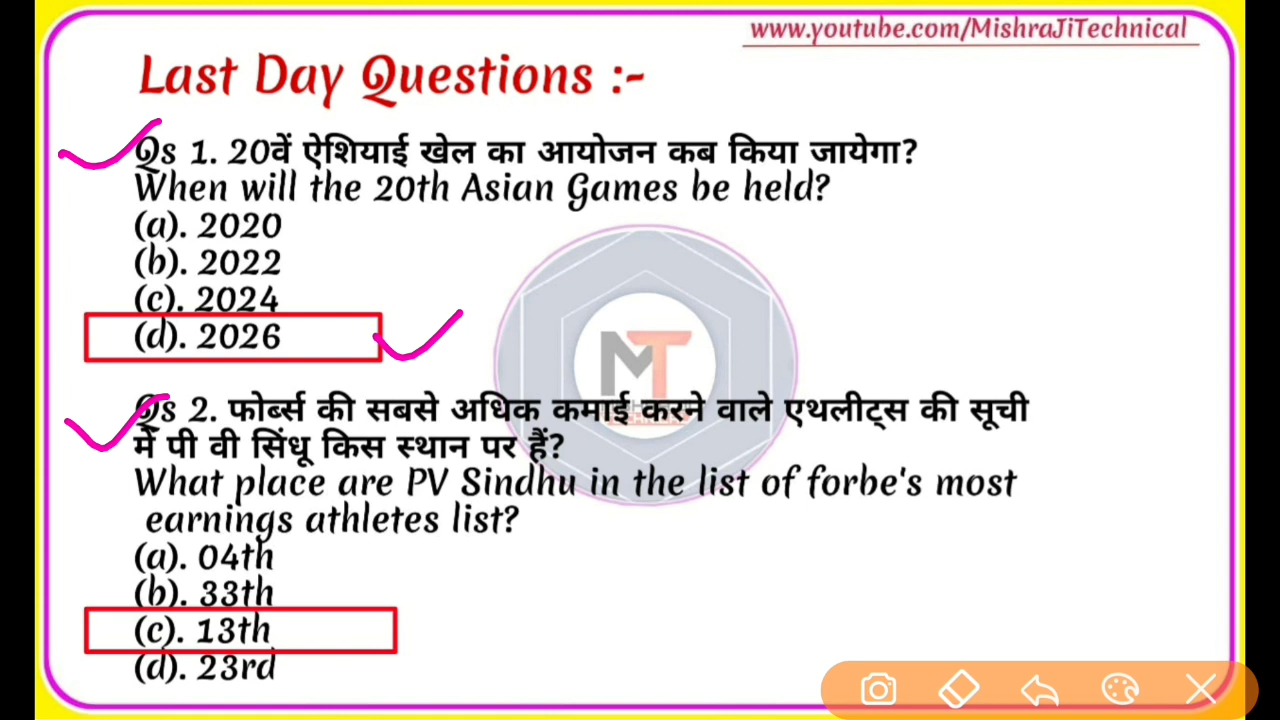 www.youtube.com/MishraJiTechnical
Last Day Questions :-
Qs 1. 20वें ऐशियाई खेल का आयोजन कब किया जायेगा?
When will the 20th Asian Games be held?
(a). 2020
(b). 2022
(c). 2024
(d). 2026
Qs 2. फोर्ब्स की सबसे अधिक कमाई करने वाले एथलीट्स की सूची
में पी वी सिंधू किस स्थान पर हैं?
What place are PV Sindhu in the list of forbe's most
earnings athletes list?
(a). 04th
(b). 33th
(c). 13th
(d). 23rd
MT